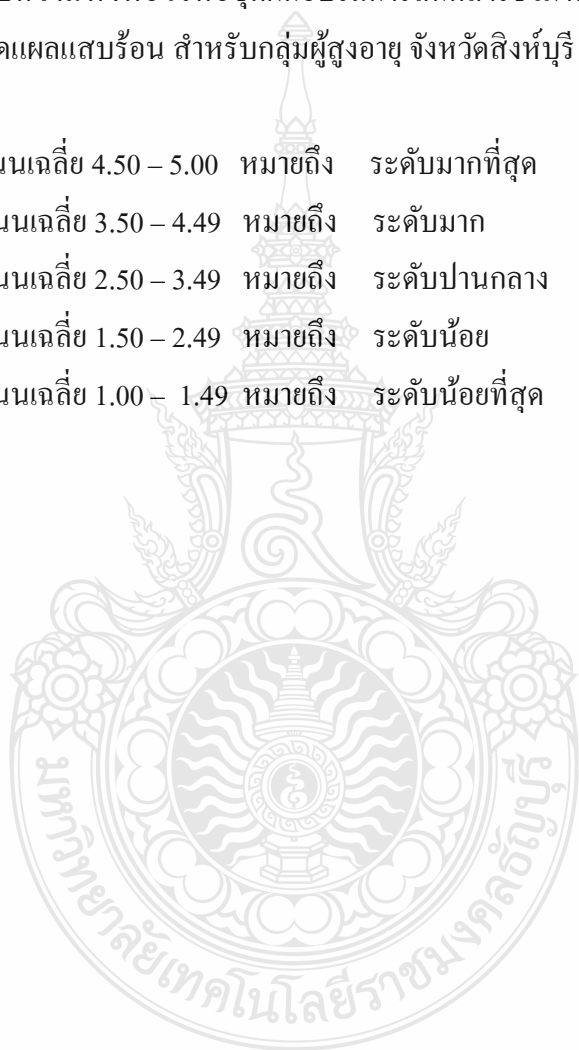 ดแผลแสบร้อน สำหรับกลุ่มผู้สูงอายุ จังหวัดสิงห์บุรี
นนเฉลี่ย 4.50 – 5.00 หมายถึง ระดับมากที่สุด
นนเฉลี่ย 3.50 – 4.49 หมายถึง ระดับมาก
นนเฉลี่ย 2.50 – 3.49 หมายถึง ระดับปานกลาง
นนเฉลี่ย 1.50 – 2.49 หมายถึง ระดับน้อย
นนเฉลี่ย 1.00 – 1.49 หมายถึง ระดับน้อยที่สุด
มหาวิทยาลัยเทคโนโลยีราชมงคลธัญบุรี